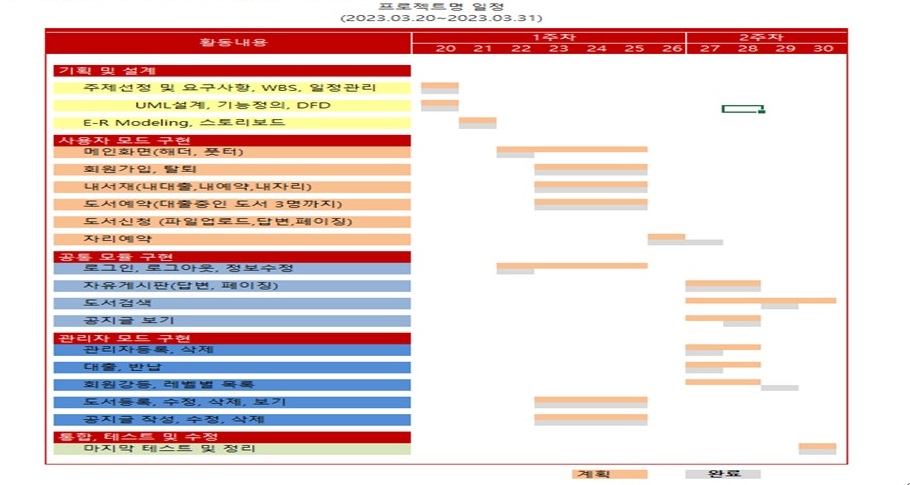 프로젝트명 일정
(2023.03.20~2023.03.31)
활동내용 1주차 2주차
20 21 22 23 24 25 26 27 28 29 30
기획 및 설계
주제선정 및 요구사항, WBS, 일정관리
UML설계, 기능정의, DFD
E-R Modeling, 스토리보드
사용자 모드 구현
메인화면(해더, 풋터)
회원가입, 탈퇴
내서재(내대출,내예약,내자리)
도서예약(대출중인 도서 3명까지)
도서신청 (파일업로드,답변,페이징)
자리예약
공통 모듈 구현
로그인, 로그아웃, 정보수정
자유게시판(답변, 페이징)
도서검색
공지글 보기
관리자 모드 구현
관리자등록, 삭제
대출, 반납
회원강등, 레벨별 목록
도서등록, 수정, 삭제, 보기
공지글 작성, 수정, 삭제
통합, 테스트 및 수정
마지막 테스트 및 정리
계획 완료